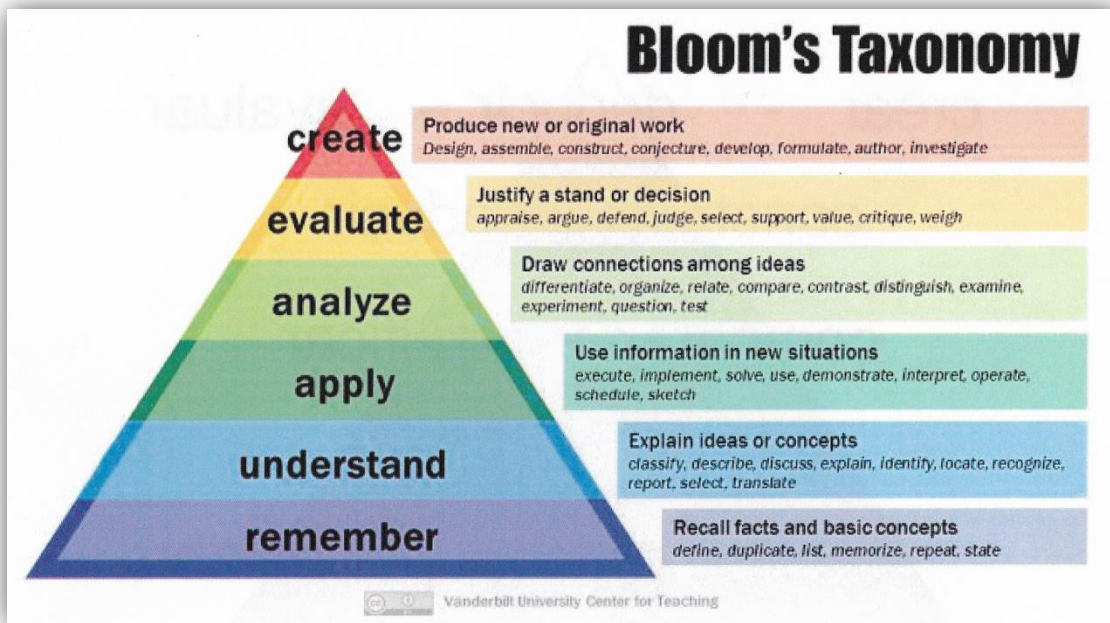 Bloom's Taxonomy
create
Produce new or original work
Design, assemble, construct, conjecture, develop, formulate, author, investigate
evaluate
Justify a stand or decision
appraise, argue, defend, judge, select, support, value, critique, weigh
analyze
Draw connections among ideas
differentiate, organize, relate, compare, contrast, distinguish, examine,
experiment, question, test
apply
Use information in new situations
execute, implement, solve, use, demonstrate, interpret, operate,
schedule, sketch
understand
Explain ideas or concepts
classify, describe, discuss, explain, identify, locate, recognize,
report, select, translate
remember
Recall facts and basic concepts
define, duplicate, list, memorize, repeat, state
cc
Vanderbilt University Center for Teaching